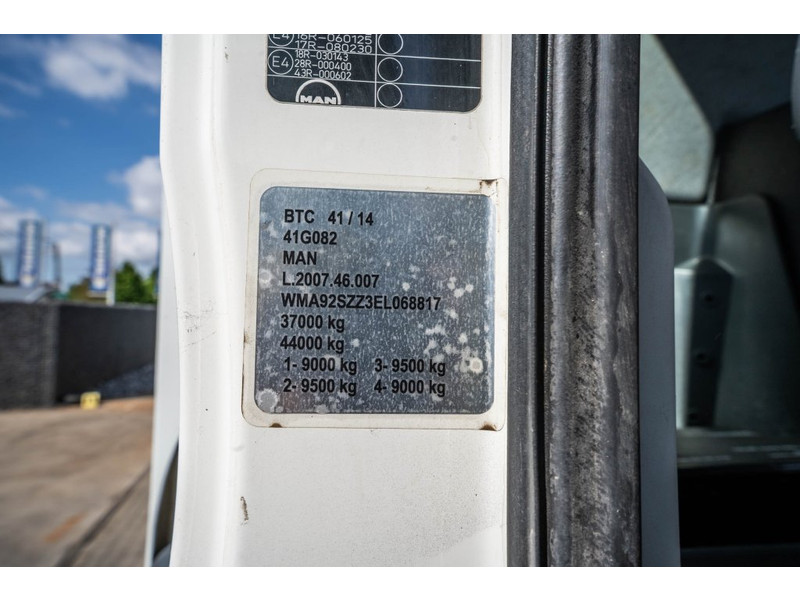 E4 16R-060125
17R-080230
18R-030143
E4 28R-000400
43R-000602
MAN
BTC 41 / 14
41G082
MAN
L.2007.46.007
WMA92SZZ3EL068817
37000 kg
44000 kg
1- 9000 kg 3- 9500 kg
2- 9500 kg 4- 9000 kg